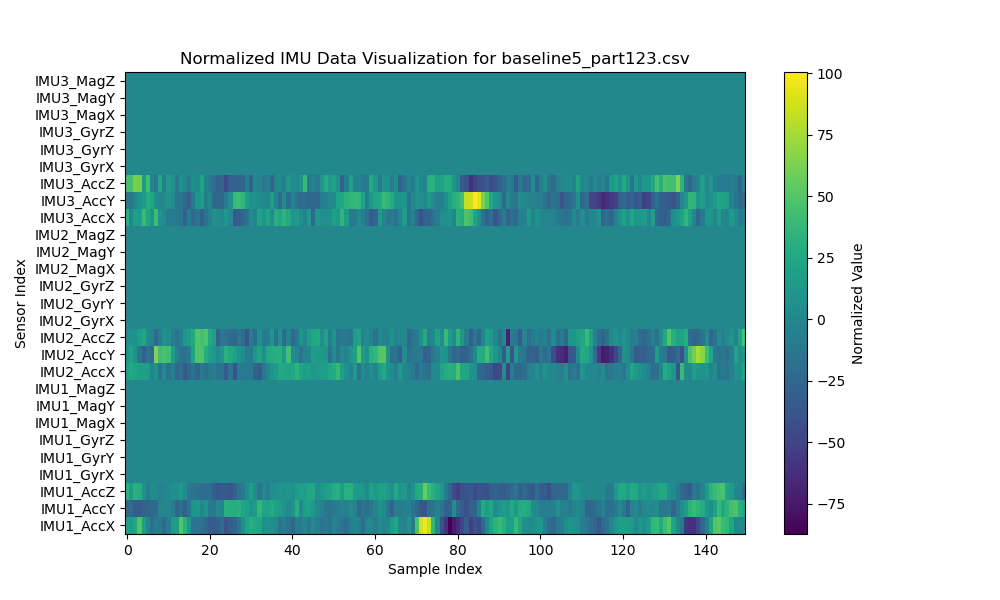 Normalized IMU Data Visualization for baseline5_part123.csv
IMU3_MagZ
IMU3_MagY
IMU3_MagX
IMU3_GyrZ
IMU3_GyrY
IMU3_GyrX
IMU3_AccZ
IMU3_AccY
IMU3_AccX
IMU2_MagZ
IMU2_MagY
IMU2_MagX
IMU2_GyrZ
IMU2_GyrY
IMU2_GyrX
IMU2_AccZ
IMU2_AccY
IMU2_AccX
IMU1_MagZ
IMU1_MagY
IMU1_MagX
IMU1_GyrZ
IMU1_GyrY
IMU1_GyrX
IMU1_AccZ
IMU1_AccY
IMU1_AccX
Sensor Index
0 20 40 60 80 100 120 140
Sample Index
100
75
50
25
0
−25
−50
−75
Normalized Value